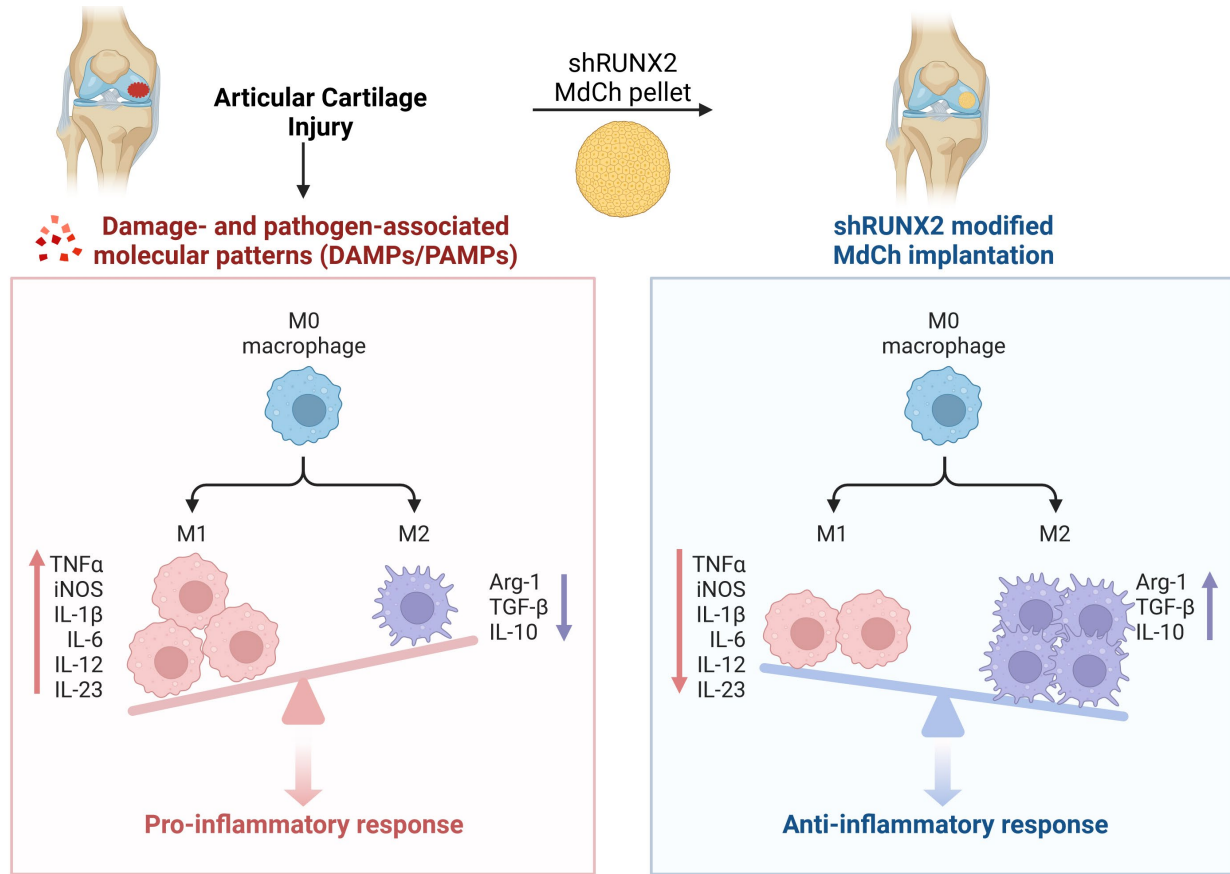 Articular Cartilage
Injury
shRUNX2
MdCh pellet
Damage- and pathogen-associated
molecular patterns (DAMPs/PAMPs)
shRUNX2 modified
MdCh implantation
M0
macrophage
M1
M2
TNFα
iNOS
IL-1β
IL-6
IL-12
IL-23
Arg-1
TGF-β
IL-10
Pro-inflammatory response
M0
macrophage
M1
M2
TNFα
iNOS
IL-1β
IL-6
IL-12
IL-23
Arg-1
TGF-β
IL-10
Anti-inflammatory response